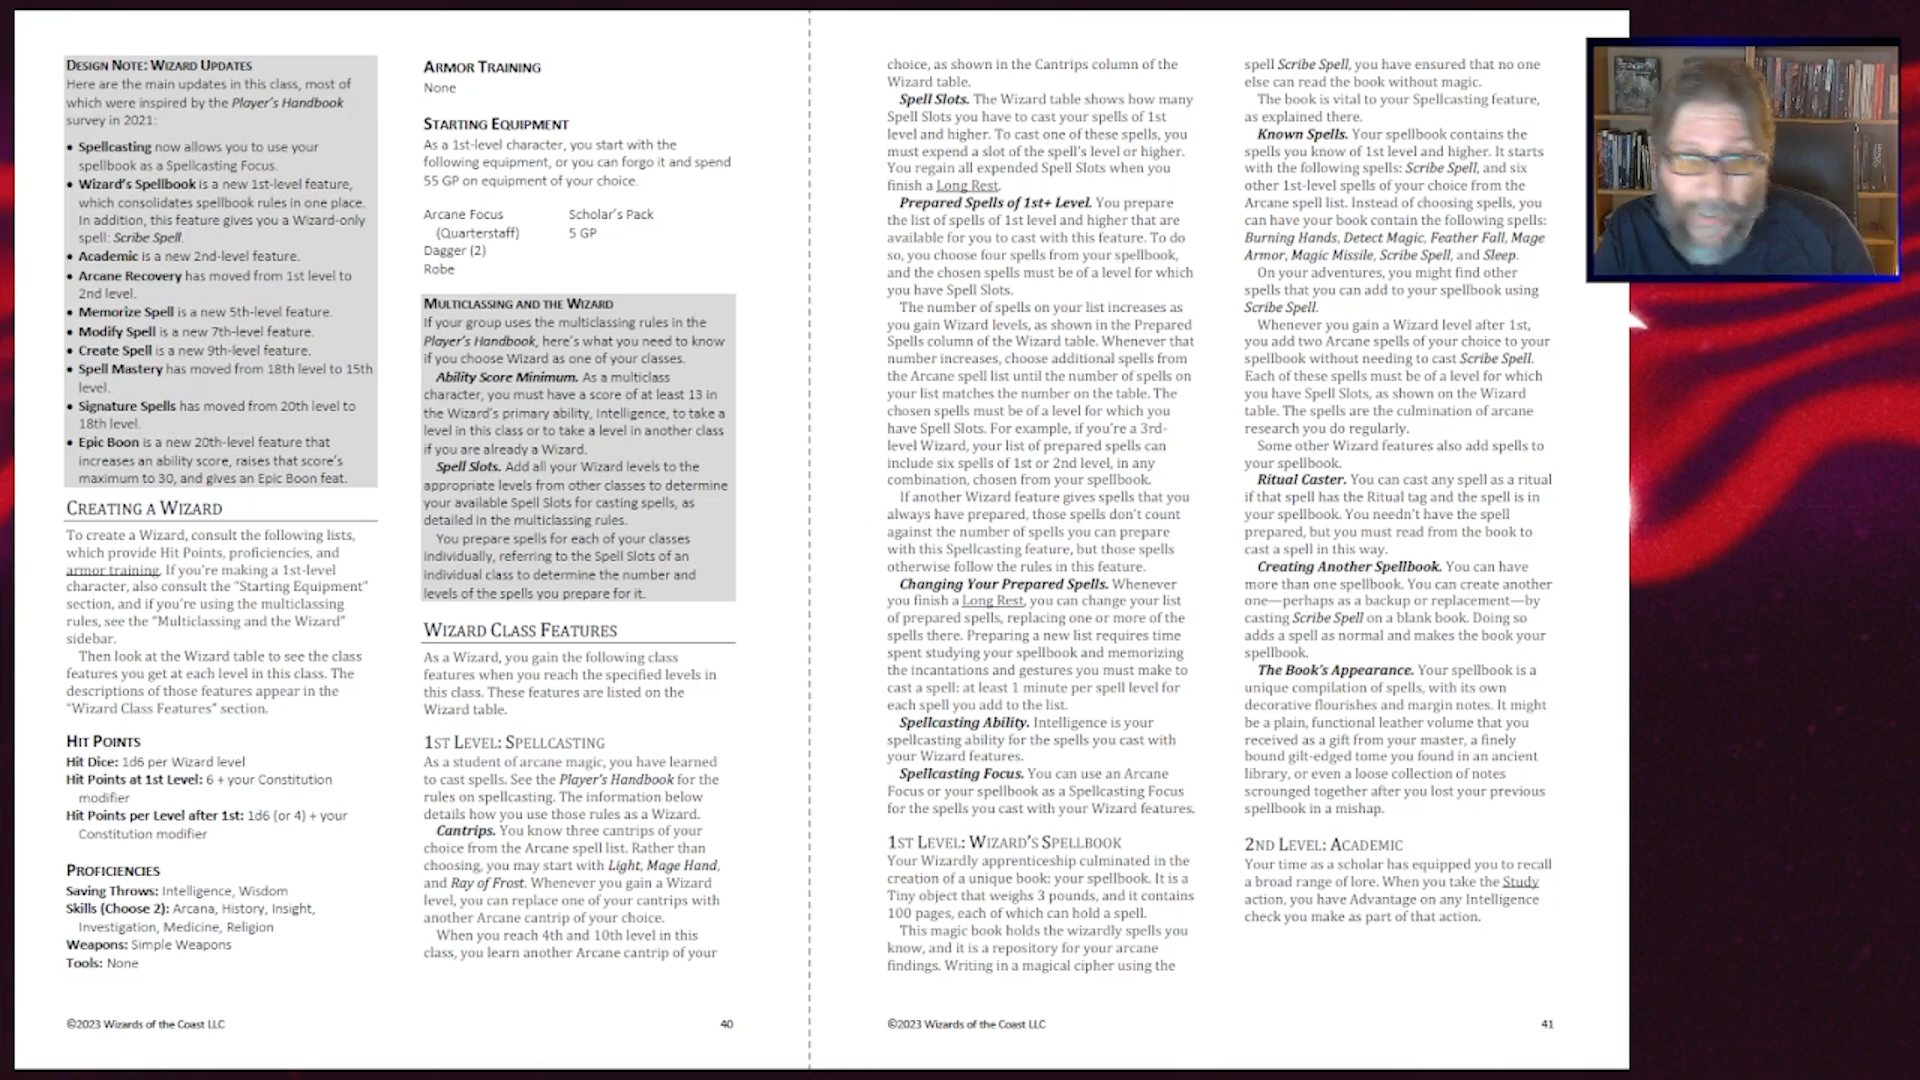 DESIGN NOTE: WIZARD UPDATES
Here are the main updates in this class, most of
which were inspired by the Player's Handbook
survey in 2021:
• Spellcasting now allows you to use your
spellbook as a Spellcasting Focus.
• Wizard's Spellbook is a new 1st-level feature,
which consolidates spellbook rules in one place.
In addition, this feature gives you a Wizard-only
spell: Scribe Spell.
• Academic is a new 2nd-level feature.
• Arcane Recovery has moved from 1st level to
2nd level.
• Memorize Spell is a new 5th-level feature.
• Modify Spell is a new 7th-level feature.
• Create Spell is a new 9th-level feature.
• Spell Mastery has moved from 18th level to 15th
level.
• Signature Spells has moved from 20th level to
18th level.
• Epic Boon is a new 20th-level feature that
increases an ability score, raises that score's
maximum to 30, and gives an Epic Boon feat.
CREATING A WIZARD
To create a Wizard, consult the following lists,
which provide Hit Points, proficiencies, and
armor training. If you're making a 1st-level
character, also consult the "Starting Equipment"
section, and if you're using the multiclassing
rules, see the "Multiclassing and the Wizard"
sidebar.
Then look at the Wizard table to see the class
features you get at each level in this class. The
descriptions of those features appear in the
"Wizard Class Features" section.
HIT POINTS
Hit Dice: 1d6 per Wizard level
Hit Points at 1st Level: 6 + your Constitution
modifier
Hit Points per Level after 1st: 1d6 (or 4) + your
Constitution modifier
PROFICIENCIES
Saving Throws: Intelligence, Wisdom
Skills (Choose 2): Arcana, History, Insight,
Investigation, Medicine, Religion
Weapons: Simple Weapons
Tools: None
©2023 Wizards of the Coast LLC
ARMOR TRAINING
None
STARTING EQUIPMENT
As a 1st-level character, you start with the
following equipment, or you can forgo it and spend
55 GP on equipment of your choice.
Arcane Focus
(Quarterstaff)
Dagger (2)
Robe
Scholar's Pack
5 GP
MULTICLASSING AND THE WIZARD
If your group uses the multiclassing rules in the
Player's Handbook, here's what you need to know
if you choose Wizard as one of your classes.
Ability Score Minimum. As a multiclass
character, you must have a score of at least 13 in
the Wizard's primary ability, Intelligence, to take a
level in this class or to take a level in another class
if you are already a Wizard.
Spell Slots. Add all your Wizard levels to the
appropriate levels from other classes to determine
your available Spell Slots for casting spells, as
detailed in the multiclassing rules.
You prepare spells for each of your classes
individually, referring to the Spell Slots of an
individual class to determine the number and
levels of the spells you prepare for it.
WIZARD CLASS FEATURES
As a Wizard, you gain the following class
features when you reach the specified levels in
this class. These features are listed on the
Wizard table.
1ST LEVEL: SPELLCASTING
As a student of arcane magic, you have learned
to cast spells. See the Player's Handbook for the
rules on spellcasting. The information below
details how you use those rules as a Wizard.
Cantrips. You know three cantrips of your
choice from the Arcane spell list. Rather than
choosing, you may start with Light, Mage Hand,
and Ray of Frost. Whenever you gain a Wizard
level, you can replace one of your cantrips with
another Arcane cantrip of your choice.
When you reach 4th and 10th level in this
class, you learn another Arcane cantrip of your
40
choice, as shown in the Cantrips column of the
Wizard table.
Spell Slots. The Wizard table shows how many
Spell Slots you have to cast your spells of 1st
level and higher. To cast one of these spells, you
must expend a slot of the spell's level or higher.
You regain all expended Spell Slots when you
finish a Long Rest.
Prepared Spells of 1st+ Level. You prepare
the list of spells of 1st level and higher that are
available for you to cast with this feature. To do
so, you choose four spells from your spellbook,
and the chosen spells must be of a level for which
you have Spell Slots.
The number of spells on your list increases as
you gain Wizard levels, as shown in the Prepared
Spells column of the Wizard table. Whenever that
number increases, choose additional spells from
the Arcane spell list until the number of spells on
your list matches the number on the table. The
chosen spells must be of a level for which you
have Spell Slots. For example, if you're a 3rd-
level Wizard, your list of prepared spells can
include six spells of 1st or 2nd level, in any
combination, chosen from your spellbook.
If another Wizard feature gives spells that you
always have prepared, those spells don't count
against the number of spells you can prepare
with this Spellcasting feature, but those spells
otherwise follow the rules in this feature.
Changing Your Prepared Spells. Whenever
you finish a Long Rest, you can change your list
of prepared spells, replacing one or more of the
spells there. Preparing a new list requires time
spent studying your spellbook and memorizing
the incantations and gestures you must make to
cast a spell: at least 1 minute per spell level for
each spell you add to the list.
Spellcasting Ability. Intelligence is your
spellcasting ability for the spells you cast with
your Wizard features.
Spellcasting Focus. You can use an Arcane
Focus or your spellbook as a Spellcasting Focus
for the spells you cast with your Wizard features.
1ST LEVEL: WIZARD'S SPELLBOOK
Your Wizardly apprenticeship culminated in the
creation of a unique book: your spellbook. It is a
Tiny object that weighs 3 pounds, and it contains
100 pages, each of which can hold a spell.
This magic book holds the wizardly spells you
know, and it is a repository for your arcane
findings. Writing in a magical cipher using the
©2023 Wizards of the Coast LLC
spell Scribe Spell, you have ensured that no one
else can read the book without magic.
The book is vital to your Spellcasting feature,
as explained there.
Known Spells. Your spellbook contains the
spells you know of 1st level and higher. It starts
with the following spells: Scribe Spell, and six
other 1st-level spells of your choice from the
Arcane spell list. Instead of choosing spells, you
can have your book contain the following spells:
Burning Hands, Detect Magic, Feather Fall, Mage
Armor, Magic Missile, Scribe Spell, and Sleep.
On your adventures, you might find other
spells that you can add to your spellbook using
Scribe Spell.
Whenever you gain a Wizard level after 1st,
you add two Arcane spells of your choice to your
spellbook without needing to cast Scribe Spell.
Each of these spells must be of a level for which
you have Spell Slots, as shown on the Wizard
table. The spells are the culmination of arcane
research you do regularly.
Some other Wizard features also add spells to
your spellbook.
Ritual Caster. You can cast any spell as a ritual
if that spell has the Ritual tag and the spell is in
your spellbook. You needn't have the spell
prepared, but you must read from the book to
cast a spell in this way.
Creating Another Spellbook. You can have
more than one spellbook. You can create another
one—perhaps as a backup or replacement—by
casting Scribe Spell on a blank book. Doing so
adds a spell as normal and makes the book your
spellbook.
The Book's Appearance. Your spellbook is a
unique compilation of spells, with its own
decorative flourishes and margin notes. It might
be a plain, functional leather volume that you
received as a gift from your master, a finely
bound gilt-edged tome you found in an ancient
library, or even a loose collection of notes
scrounged together after you lost your previous
spellbook in a mishap.
2ND LEVEL: ACADEMIC
Your time as a scholar has equipped you to recall
a broad range of lore. When you take the Study
action, you have Advantage on any Intelligence
check you make as part of that action.
41